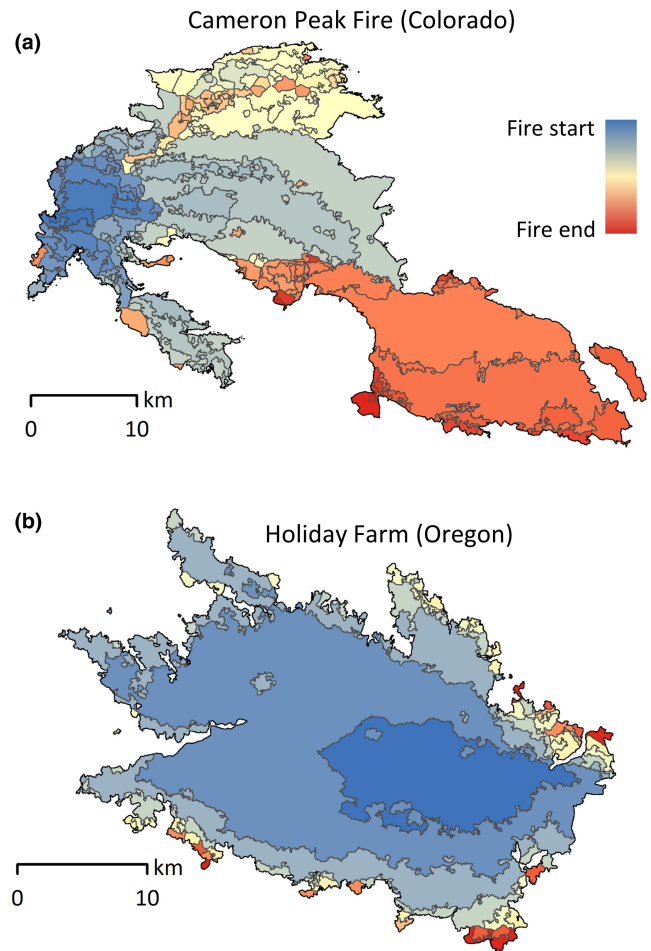 Cameron Peak Fire (Colorado)
(a)
Fire start
Fire end
km
0 10
(b)
Holiday Farm (Oregon)
km
0 10